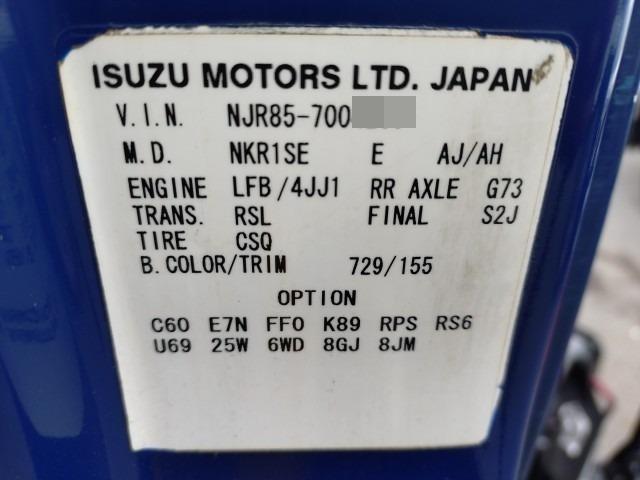 ISUZU MOTORS LTD. JAPAN
V.I.N. NJR85-700
M.D. NKR1SE E AJ/AH
ENGINE LFB/4JJ1 RR AXLE G73
TRANS. RSL FINAL S2J
TIRE CSQ
B.COLOR/TRIM 729/155
OPTION
C60 E7N FF0 K89 RPS RS6
U69 25W 6WD 8GJ 8JM